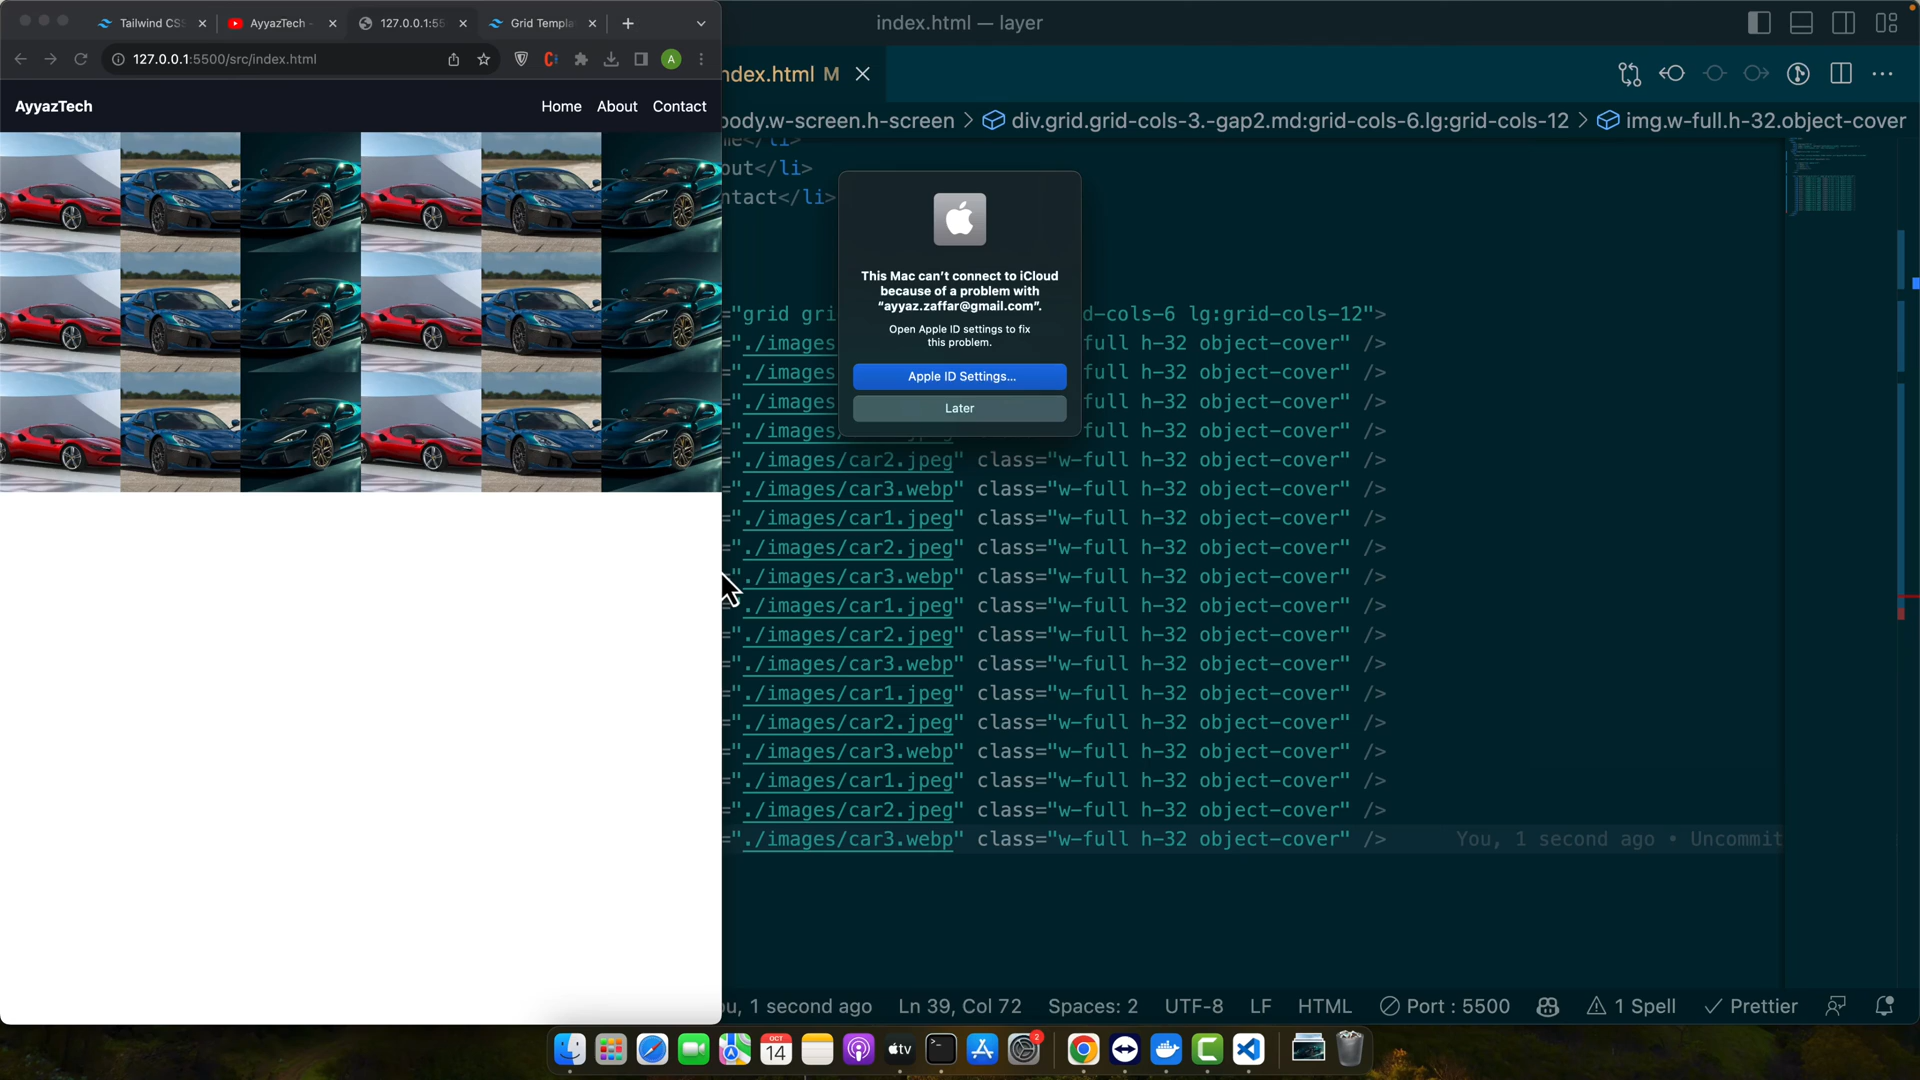 Tailwind CSS
AyyazTech -
127.0.0.1:55
Grid Templa
127.0.0.1:5500/src/index.html
A
AyyazTech
Home About Contact
index.html — layer
ndex.html M
body.w-screen.h-screen > div.grid.grid-cols-3.-gap2.md:grid-cols-6.lg:grid-cols-12 > img.w-full.h-32.object-cover
me</li>
out</li>
ntact</li>
This Mac can't connect to iCloud
because of a problem with
“ayyaz.zaffar@gmail.com”.
Open Apple ID settings to fix
this problem.
Apple ID Settings...
Later
="grid gri d-cols-6 lg:grid-cols-12">
="./images full h-32 object-cover" />
="./images full h-32 object-cover" />
="./images full h-32 object-cover" />
="./images full h-32 object-cover" />
="./images/car2.jpeg" class="w-full h-32 object-cover" />
="./images/car3.webp" class="w-full h-32 object-cover" />
="./images/car1.jpeg" class="w-full h-32 object-cover" />
="./images/car2.jpeg" class="w-full h-32 object-cover" />
="./images/car3.webp" class="w-full h-32 object-cover" />
="./images/car1.jpeg" class="w-full h-32 object-cover" />
="./images/car2.jpeg" class="w-full h-32 object-cover" />
="./images/car3.webp" class="w-full h-32 object-cover" />
="./images/car1.jpeg" class="w-full h-32 object-cover" />
="./images/car2.jpeg" class="w-full h-32 object-cover" />
="./images/car3.webp" class="w-full h-32 object-cover" />
="./images/car1.jpeg" class="w-full h-32 object-cover" />
="./images/car2.jpeg" class="w-full h-32 object-cover" />
="./images/car3.webp" class="w-full h-32 object-cover" /> You, 1 second ago • Uncommit
ou, 1 second ago Ln 39, Col 72 Spaces: 2 UTF-8 LF HTML Port : 5500 1 Spell Prettier
OCT
14
tv
2